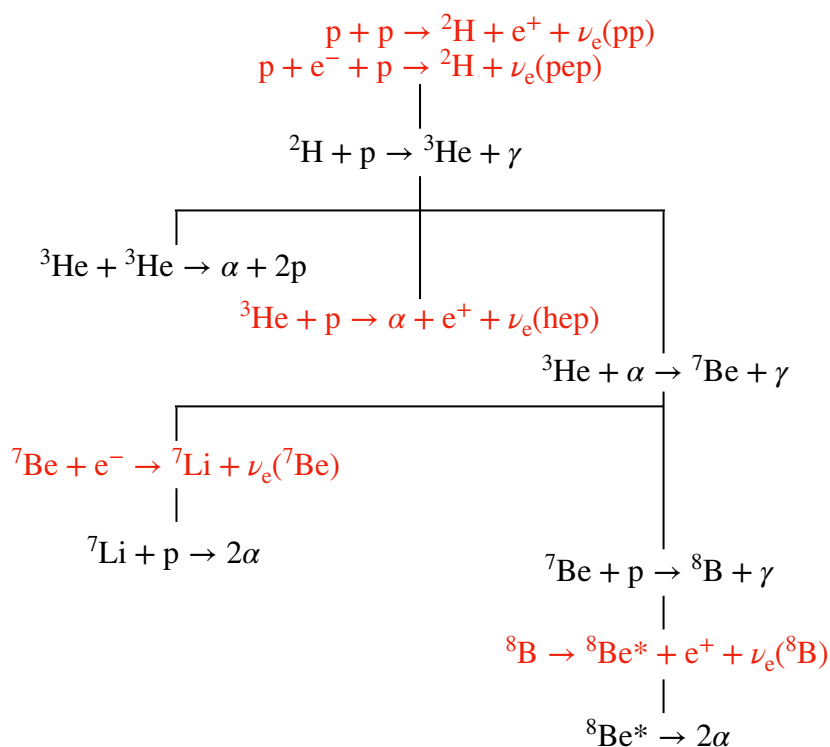 p + p → ²H + e⁺ + νₑ(pp)
p + e⁻ + p → ²H + νₑ(pep)
²H + p → ³He + γ
³He + ³He → α + 2p
³He + p → α + e⁺ + νₑ(hep)
³He + α → ⁷Be + γ
⁷Be + e⁻ → ⁷Li + νₑ(⁷Be)
⁷Li + p → 2α
⁷Be + p → ⁸B + γ
⁸B → ⁸Be* + e⁺ + νₑ(⁸B)
⁸Be* → 2α